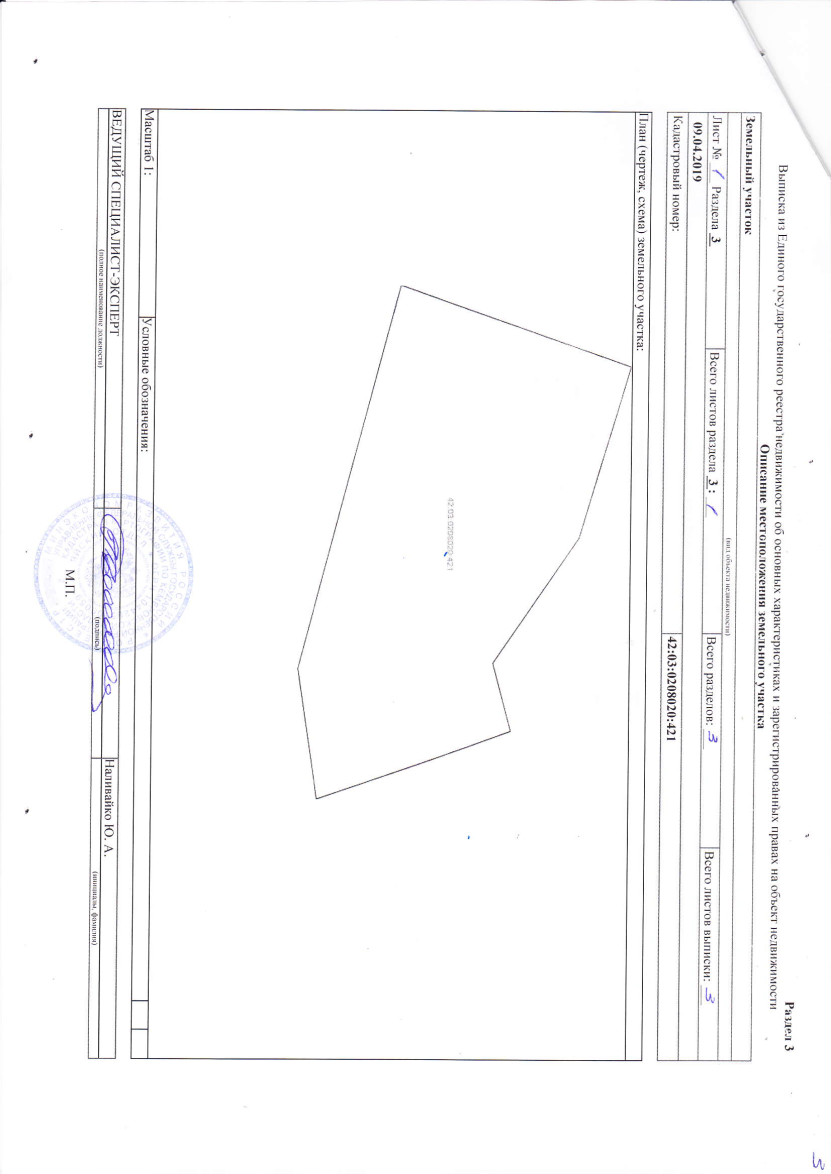 Раздел 3
Выписка из Единого государственного реестра недвижимости об основных характеристиках и зарегистрированных правах на объект недвижимости
Описание местоположения земельного участка
Земельный участок
(вид объекта недвижимости)
Лист № 1 Раздела 3 Всего листов раздела 3: 1 Всего разделов: 3 Всего листов выписки: 3
09.04.2019
Кадастровый номер: 42:03:0208020:421
План (чертеж, схема) земельного участка:
42:03:0208020:421
Масштаб 1: Условные обозначения:
ВЕДУЩИЙ СПЕЦИАЛИСТ-ЭКСПЕРТ Наливайко Ю. А.
(полное наименование должности) (подпись) (инициалы, фамилия)
М.П.
3